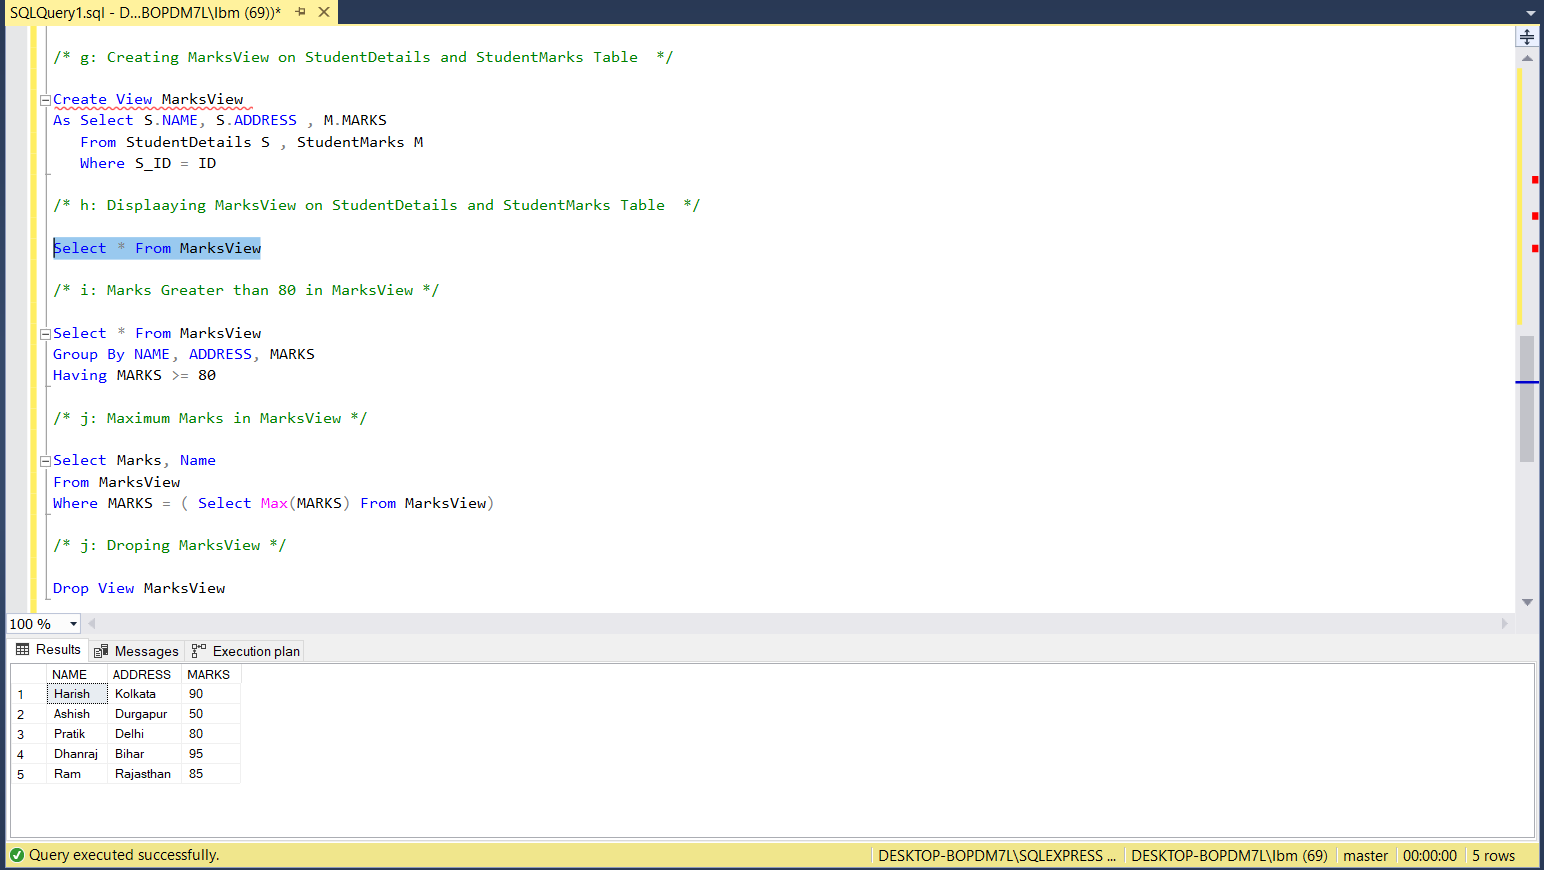 SQLQuery1.sql - D...BOPDM7L\Ibm (69))*
/* g: Creating MarksView on StudentDetails and StudentMarks Table  */
Create View MarksView
As Select S.NAME, S.ADDRESS , M.MARKS
From StudentDetails S , StudentMarks M
Where S_ID = ID
/* h: Displaaying MarksView on StudentDetails and StudentMarks Table  */
Select * From MarksView
/* i: Marks Greater than 80 in MarksView */
Select * From MarksView
Group By NAME, ADDRESS, MARKS
Having MARKS >= 80
/* j: Maximum Marks in MarksView */
Select Marks, Name
From MarksView
Where MARKS = ( Select Max(MARKS) From MarksView)
/* j: Droping MarksView */
Drop View MarksView
100 %
Results Messages Execution plan
NAME ADDRESS MARKS
1 Harish Kolkata 90
2 Ashish Durgapur 50
3 Pratik Delhi 80
4 Dhanraj Bihar 95
5 Ram Rajasthan 85
Query executed successfully. DESKTOP-BOPDM7L\SQLEXPRESS ... DESKTOP-BOPDM7L\Ibm (69) master 00:00:00 5 rows